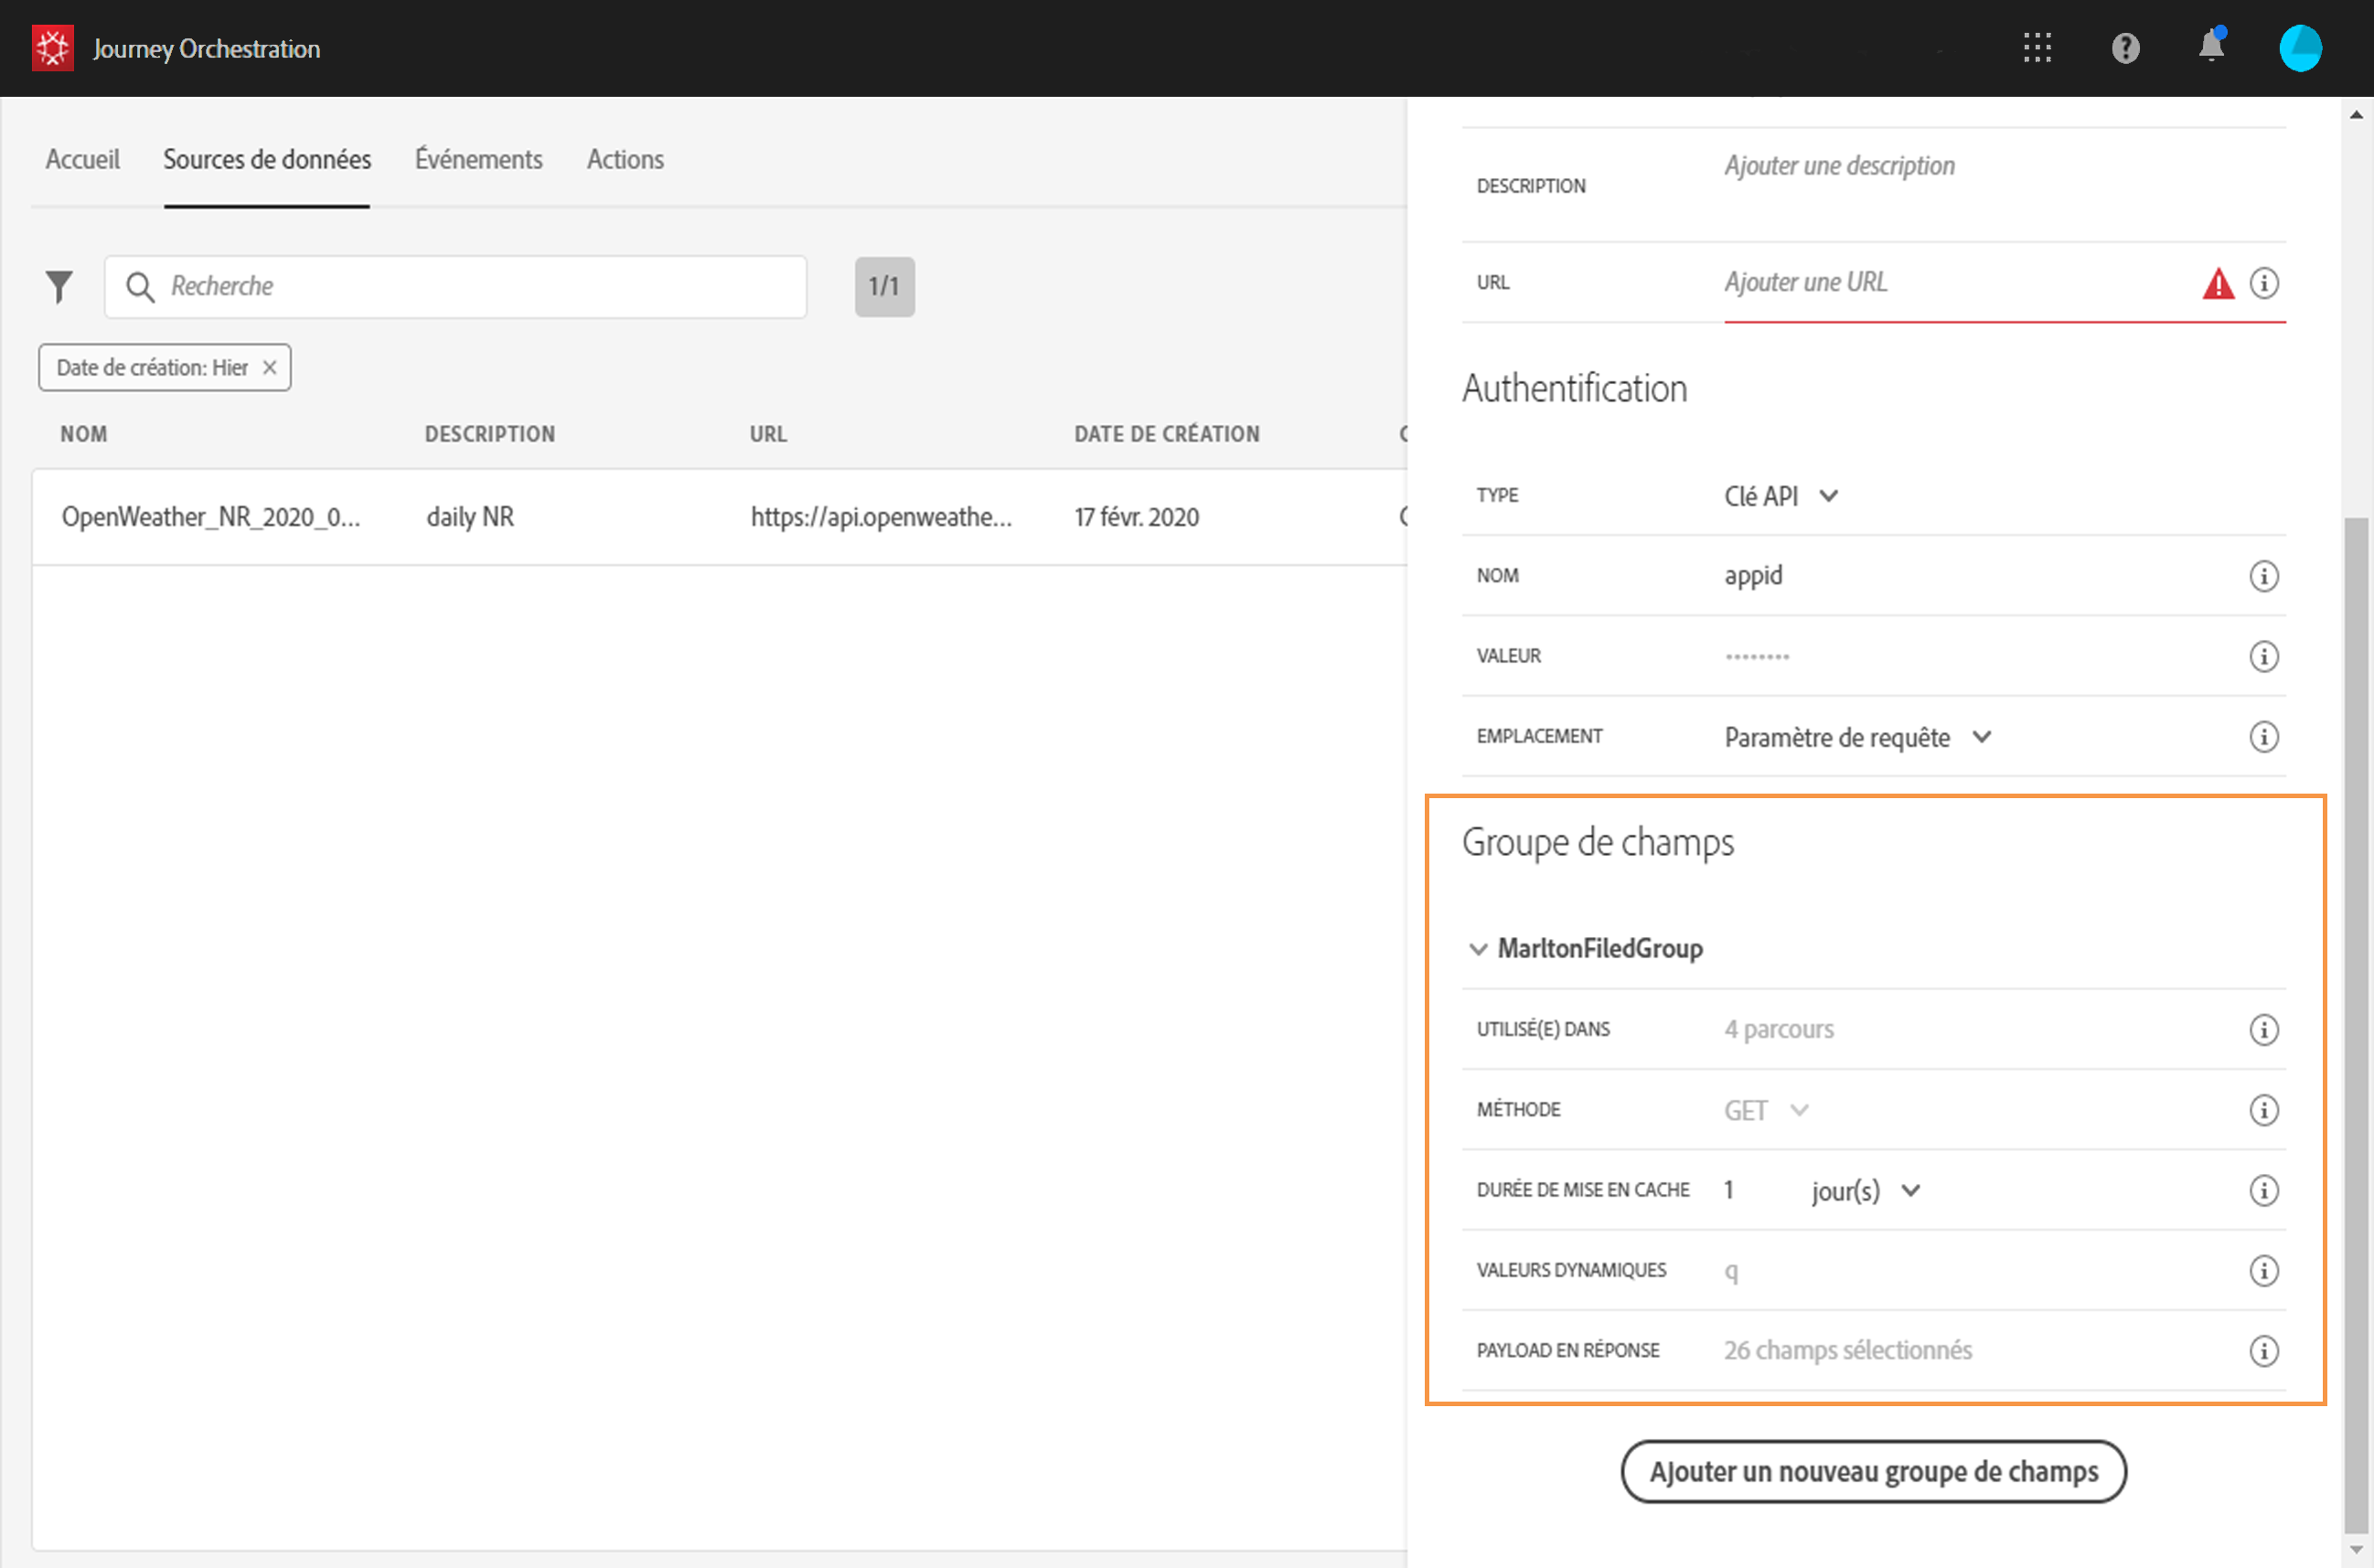 Journey Orchestration
Accueil Sources de données Événements Actions
Recherche 1/1
Date de création: Hier
NOM DESCRIPTION URL DATE DE CRÉATION
OpenWeather_NR_2020_0... daily NR https://api.openweathe... 17 févr. 2020
DESCRIPTION Ajouter une description
URL Ajouter une URL
Authentification
TYPE Clé API
NOM appid
VALEUR ••••••••
EMPLACEMENT Paramètre de requête
Groupe de champs
MarltonFiledGroup
UTILISÉ(E) DANS 4 parcours
MÉTHODE GET
DURÉE DE MISE EN CACHE 1 jour(s)
VALEURS DYNAMIQUES q
PAYLOAD EN RÉPONSE 26 champs sélectionnés
Ajouter un nouveau groupe de champs